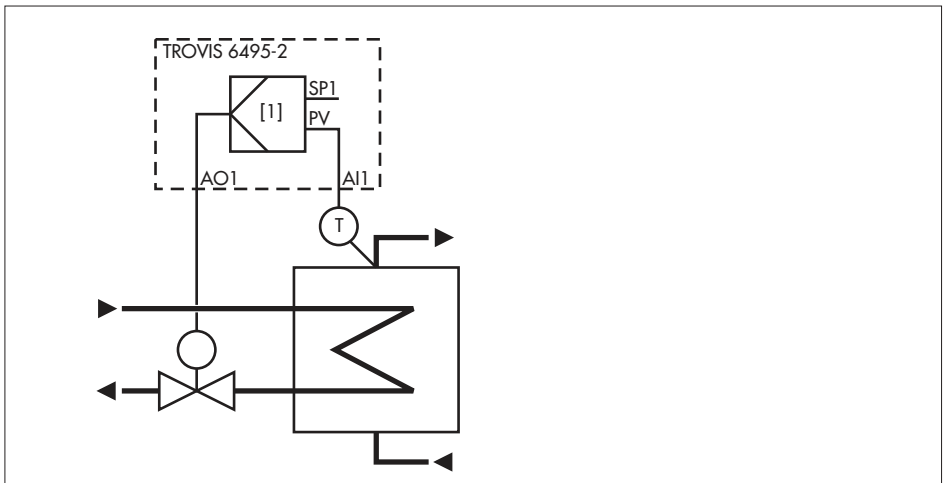 TROVIS 6495-2
SP1
[1]
PV
AO1
AI1
T